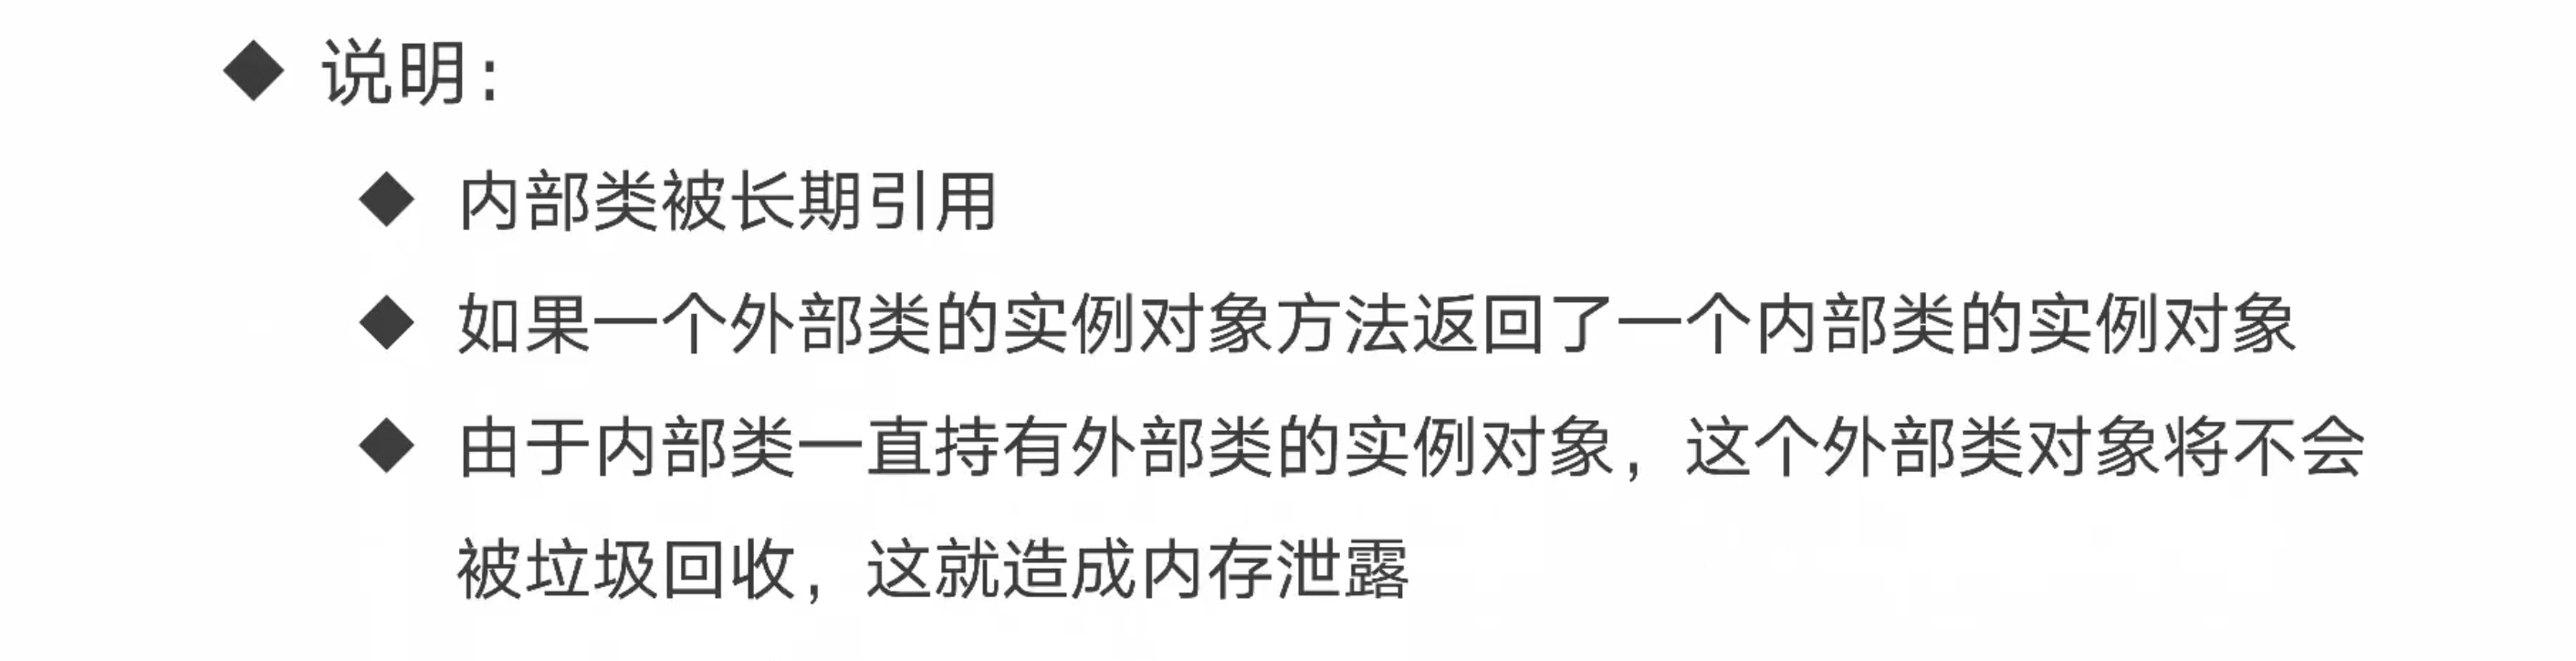 ◆ 说明：
◆ 内部类被长期引用
◆ 如果一个外部类的实例对象方法返回了一个内部类的实例对象
◆ 由于内部类一直持有外部类的实例对象，这个外部类对象将不会
被垃圾回收，这就造成内存泄露